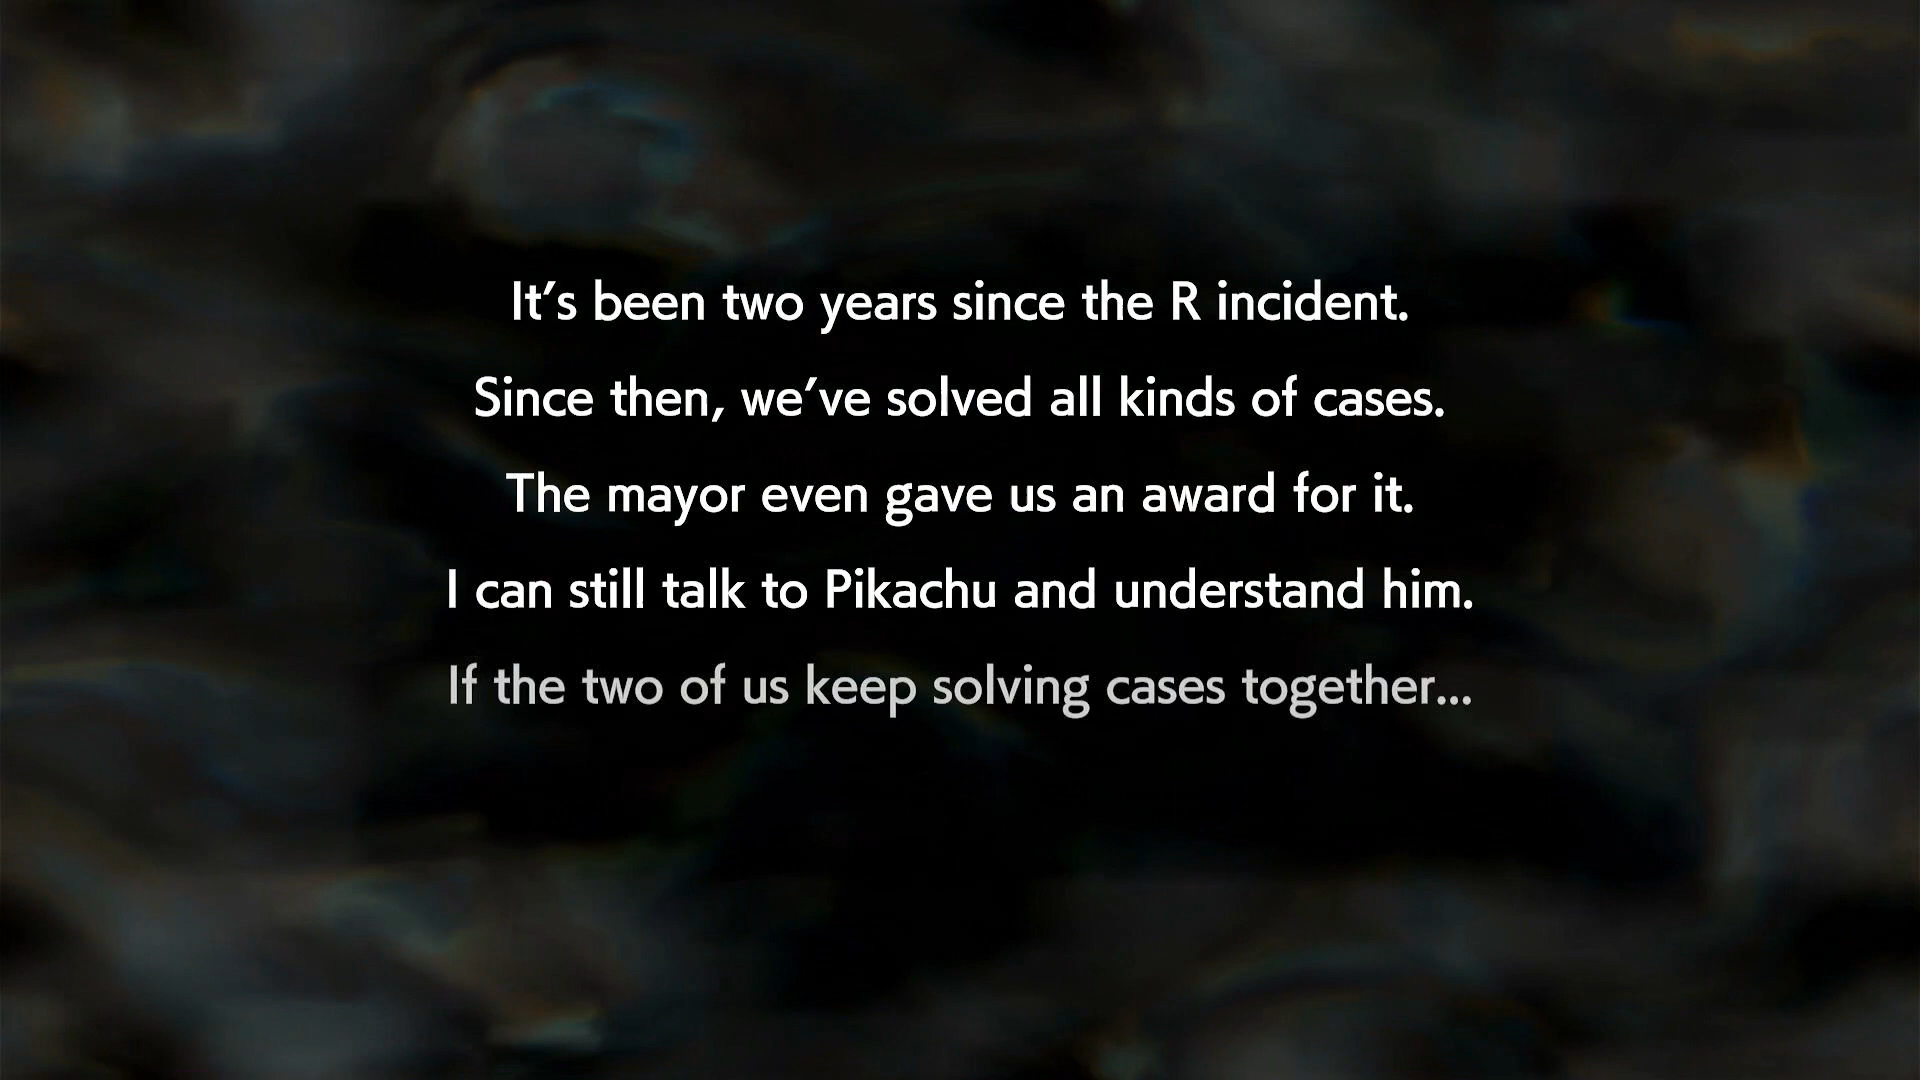 It’s been two years since the R incident.
Since then, we’ve solved all kinds of cases.
The mayor even gave us an award for it.
I can still talk to Pikachu and understand him.
If the two of us keep solving cases together...